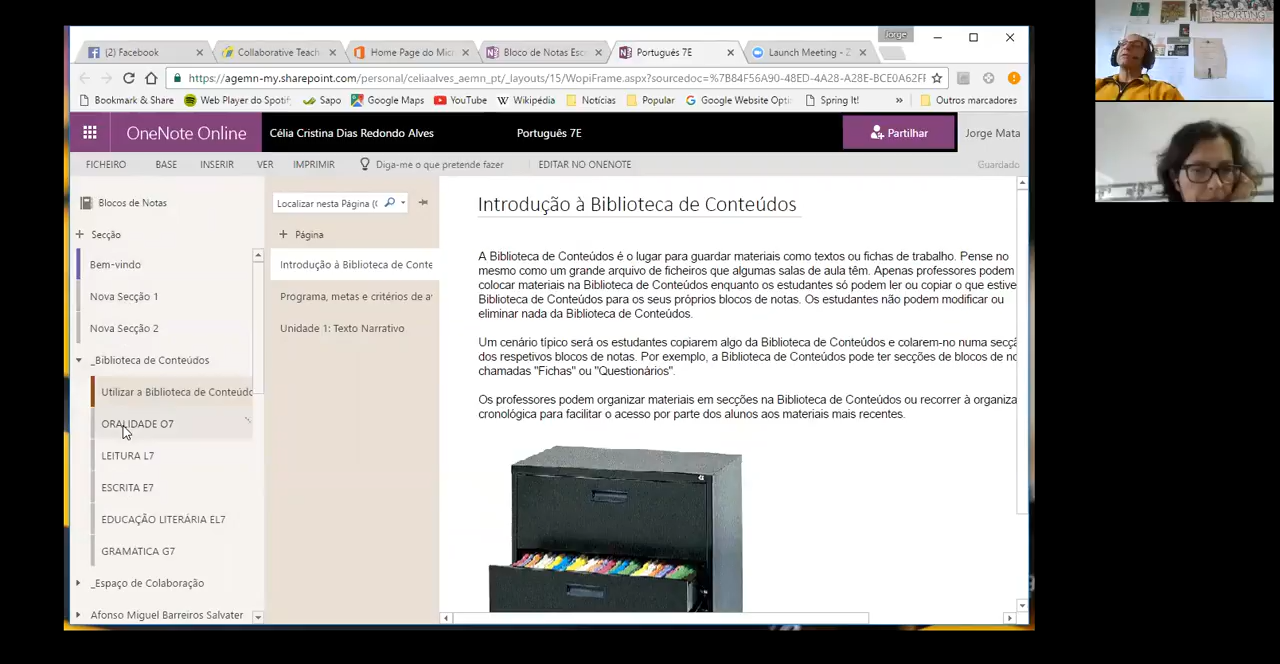 Jorge
(2) Facebook
Collaborative Teach
Home Page do Micr
Bloco de Notas Esc
Português 7E
Launch Meeting - Z
https://agemn-my.sharepoint.com/personal/celiaalves_aemn_pt/_layouts/15/WopiFrame.aspx?sourcedoc=%7B84F56A90-48ED-4A28-A28E-BCE0A62FF
Bookmark & Share
Web Player do Spotif
Sapo
Google Maps
YouTube
Wikipédia
Notícias
Popular
Google Website Opti
Spring It!
»
Outros marcadores
OneNote Online
Célia Cristina Dias Redondo Alves
Português 7E
Partilhar
Jorge Mata
FICHEIRO
BASE
INSERIR
VER
IMPRIMIR
Diga-me o que pretende fazer
EDITAR NO ONENOTE
Guardado
Blocos de Notas
+ Secção
Bem-vindo
Nova Secção 1
Nova Secção 2
_Biblioteca de Conteúdos
Utilizar a Biblioteca de Conteúdo
ORALIDADE O7
LEITURA L7
ESCRITA E7
EDUCAÇÃO LITERÁRIA EL7
GRAMATICA G7
_Espaço de Colaboração
Afonso Miguel Barreiros Salvater
Localizar nesta Página (C
+ Página
Introdução à Biblioteca de Conte
Programa, metas e critérios de av
Unidade 1: Texto Narrativo
Introdução à Biblioteca de Conteúdos
A Biblioteca de Conteúdos é o lugar para guardar materiais como textos ou fichas de trabalho. Pense no
mesmo como um grande arquivo de ficheiros que algumas salas de aula têm. Apenas professores podem
colocar materiais na Biblioteca de Conteúdos enquanto os estudantes só podem ler ou copiar o que estive
Biblioteca de Conteúdos para os seus próprios blocos de notas. Os estudantes não podem modificar ou
eliminar nada da Biblioteca de Conteúdos.
Um cenário típico será os estudantes copiarem algo da Biblioteca de Conteúdos e colarem-no numa secçã
dos respetivos blocos de notas. Por exemplo, a Biblioteca de Conteúdos pode ter secções de blocos de no
chamadas "Fichas" ou "Questionários".
Os professores podem organizar materiais em secções na Biblioteca de Conteúdos ou recorrer à organiza
cronológica para facilitar o acesso por parte dos alunos aos materiais mais recentes.
SPORTING